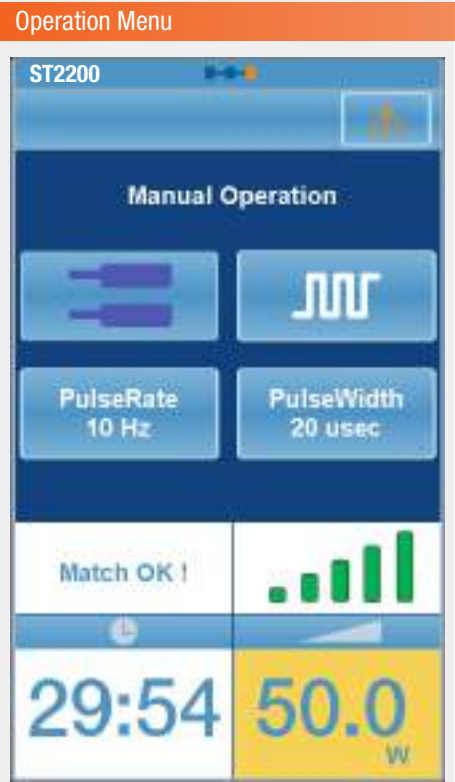 Operation Menu
ST2200
Manual Operation
PulseRate
10 Hz
PulseWidth
20 usec
Match OK !
29:54
50.0
W